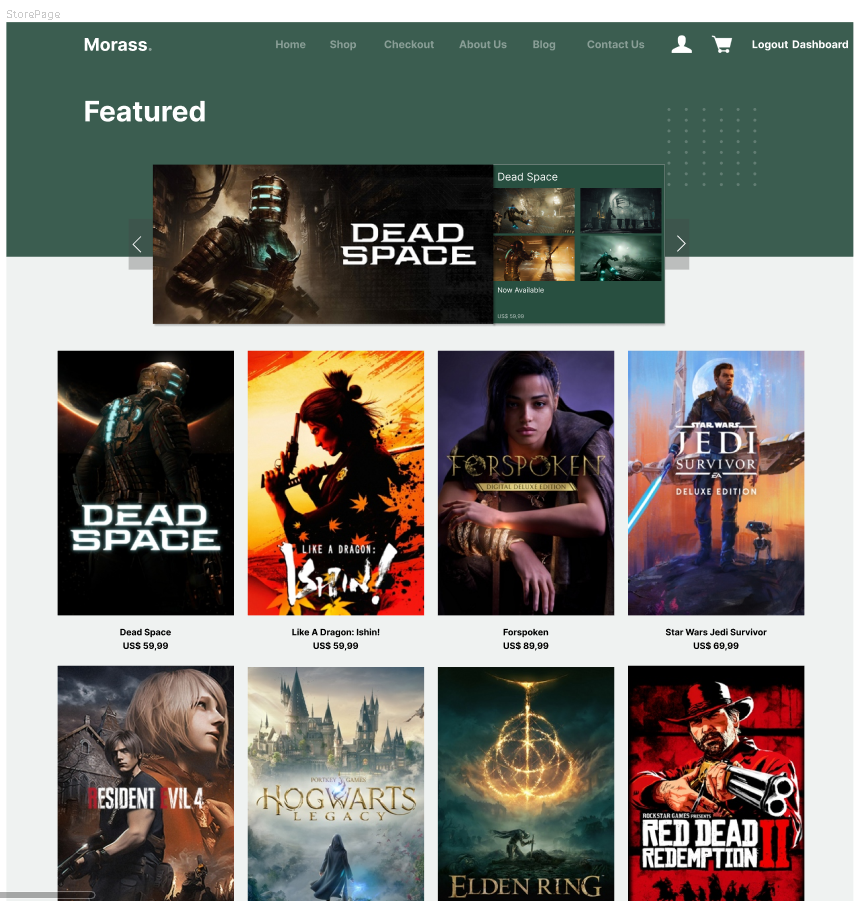 StorePage
Morass.
Home Shop Checkout About Us Blog Contact Us Logout Dashboard
Featured
DEAD SPACE
Dead Space
Now Available
US$ 59,99
DEAD SPACE
LIKE A DRAGON:
ISHIN!
FORSPOKEN
DIGITAL DELUXE EDITION
STAR WARS
JEDI
SURVIVOR
EA
DELUXE EDITION
Dead Space
US$ 59,99
Like A Dragon: Ishin!
US$ 59,99
Forspoken
US$ 89,99
Star Wars Jedi Survivor
US$ 69,99
RESIDENT EVIL 4
PORTKEY GAMES
HOGWARTS
LEGACY
ELDEN RING
ROCKSTAR GAMES PRESENTS
RED DEAD
REDEMPTION II